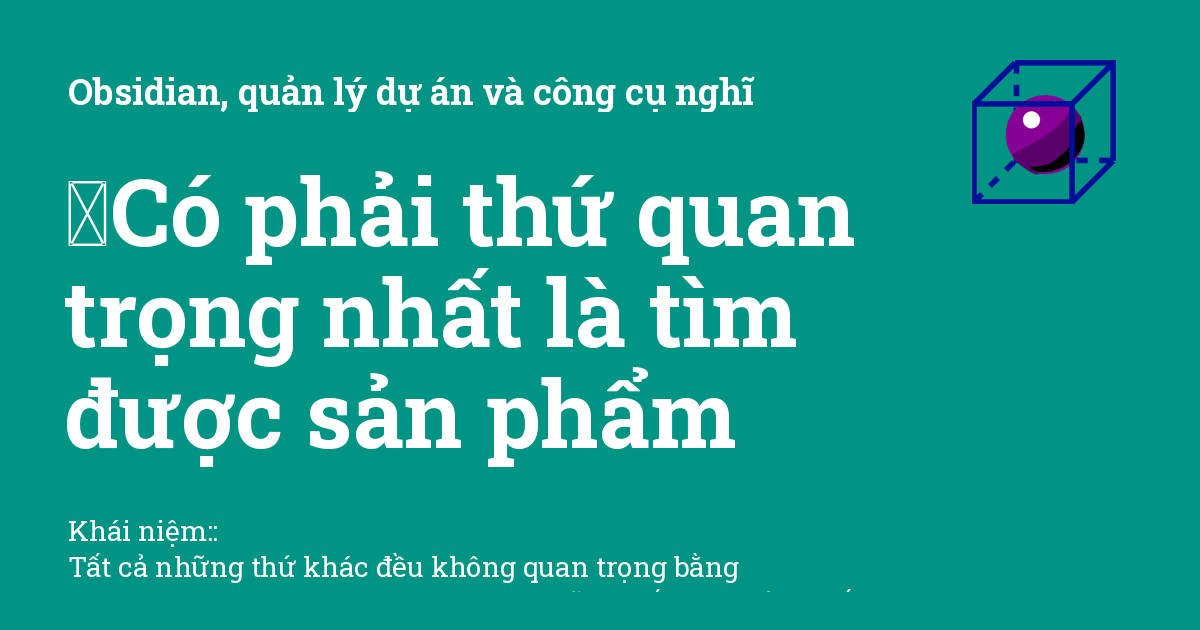 Obsidian, quản lý dự án và công cụ nghĩ
Có phải thứ quan
trọng nhất là tìm
được sản phẩm
Khái niệm::
Tất cả những thứ khác đều không quan trọng bằng